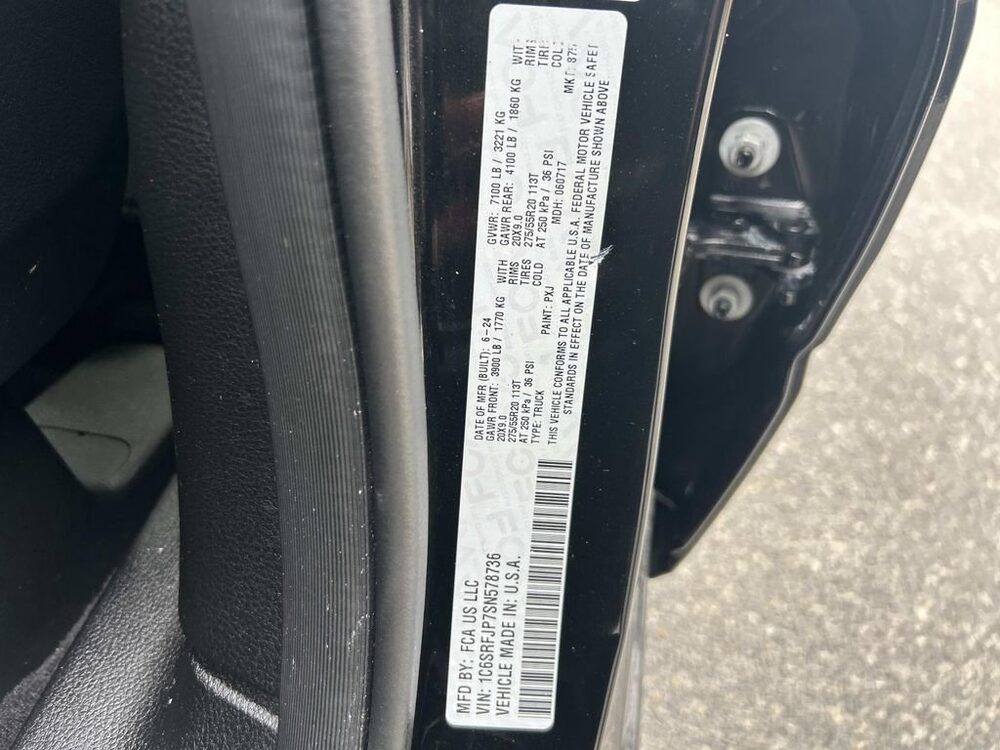 MFD BY: FCA US LLC
VIN: 1C6SRFJP7SN578736
VEHICLE MADE IN: U.S.A.
DATE OF MFR (BUILT): 6-24 GVWR: 7100 LB / 3221 KG
GAWR FRONT: 3900 LB / 1770 KG WITH GAWR REAR: 4100 LB / 1860 KG
20X9.0 RIMS 20X9.0
275/55R20 113T TIRES 275/55R20 113T
AT 250 kPa / 36 PSI COLD AT 250 kPa / 36 PSI
TYPE: TRUCK PAINT: PXJ MDH: 060717
THIS VEHICLE CONFORMS TO ALL APPLICABLE U.S.A. FEDERAL MOTOR VEHICLE
STANDARDS IN EFFECT ON THE DATE OF MANUFACTURE SHOWN ABOVE